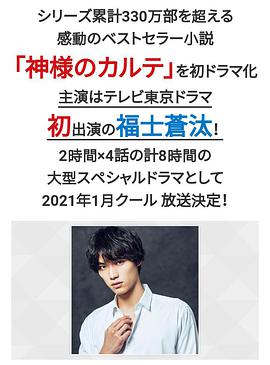 シリーズ累計330万部を超える
感動のベストセラー小説
「神様のカルテ」を初ドラマ化
主演はテレビ東京ドラマ
初出演の福士蒼汰!
2時間×4話の計8時間の
大型スペシャルドラマとして
2021年1月クール 放送決定!